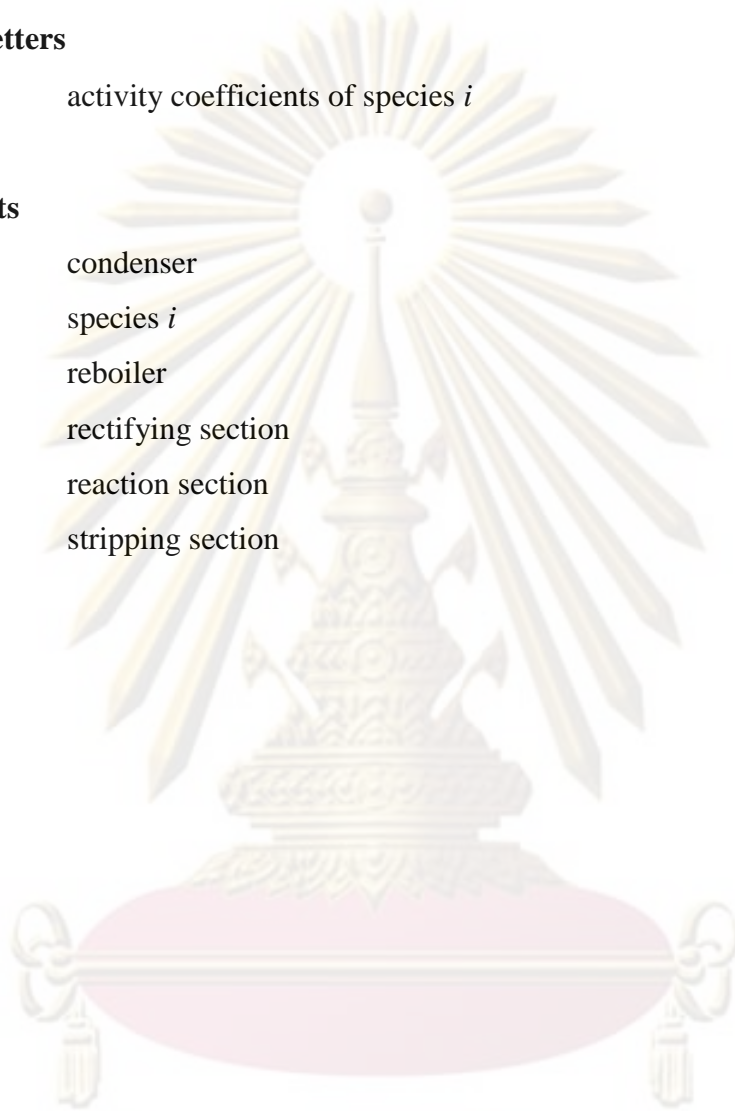 etters
activity coefficients of species i
ts
condenser
species i
reboiler
rectifying section
reaction section
stripping section